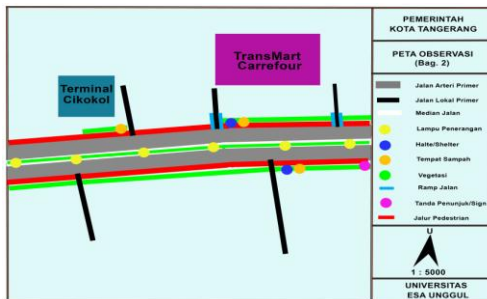 Terminal
Cikokol
TransMart
Carrefour
PEMERINTAH
KOTA TANGERANG
PETA OBSERVASI
(Bag. 2)
Jalan Arteri Primer
Jalan Lokal Primer
Median Jalan
Lampu Penerangan
Halte/Shelter
Tempat Sampah
Vegetasi
Ramp Jalan
Tanda Penunjuk/Sign
Jalur Pedestrian
U
1 : 5000
UNIVERSITAS
ESA UNGGUL